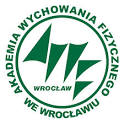 AKADEMIA WYCHOWANIA FIZYCZNEGO
WROCŁAW
WE WROCŁAWIU